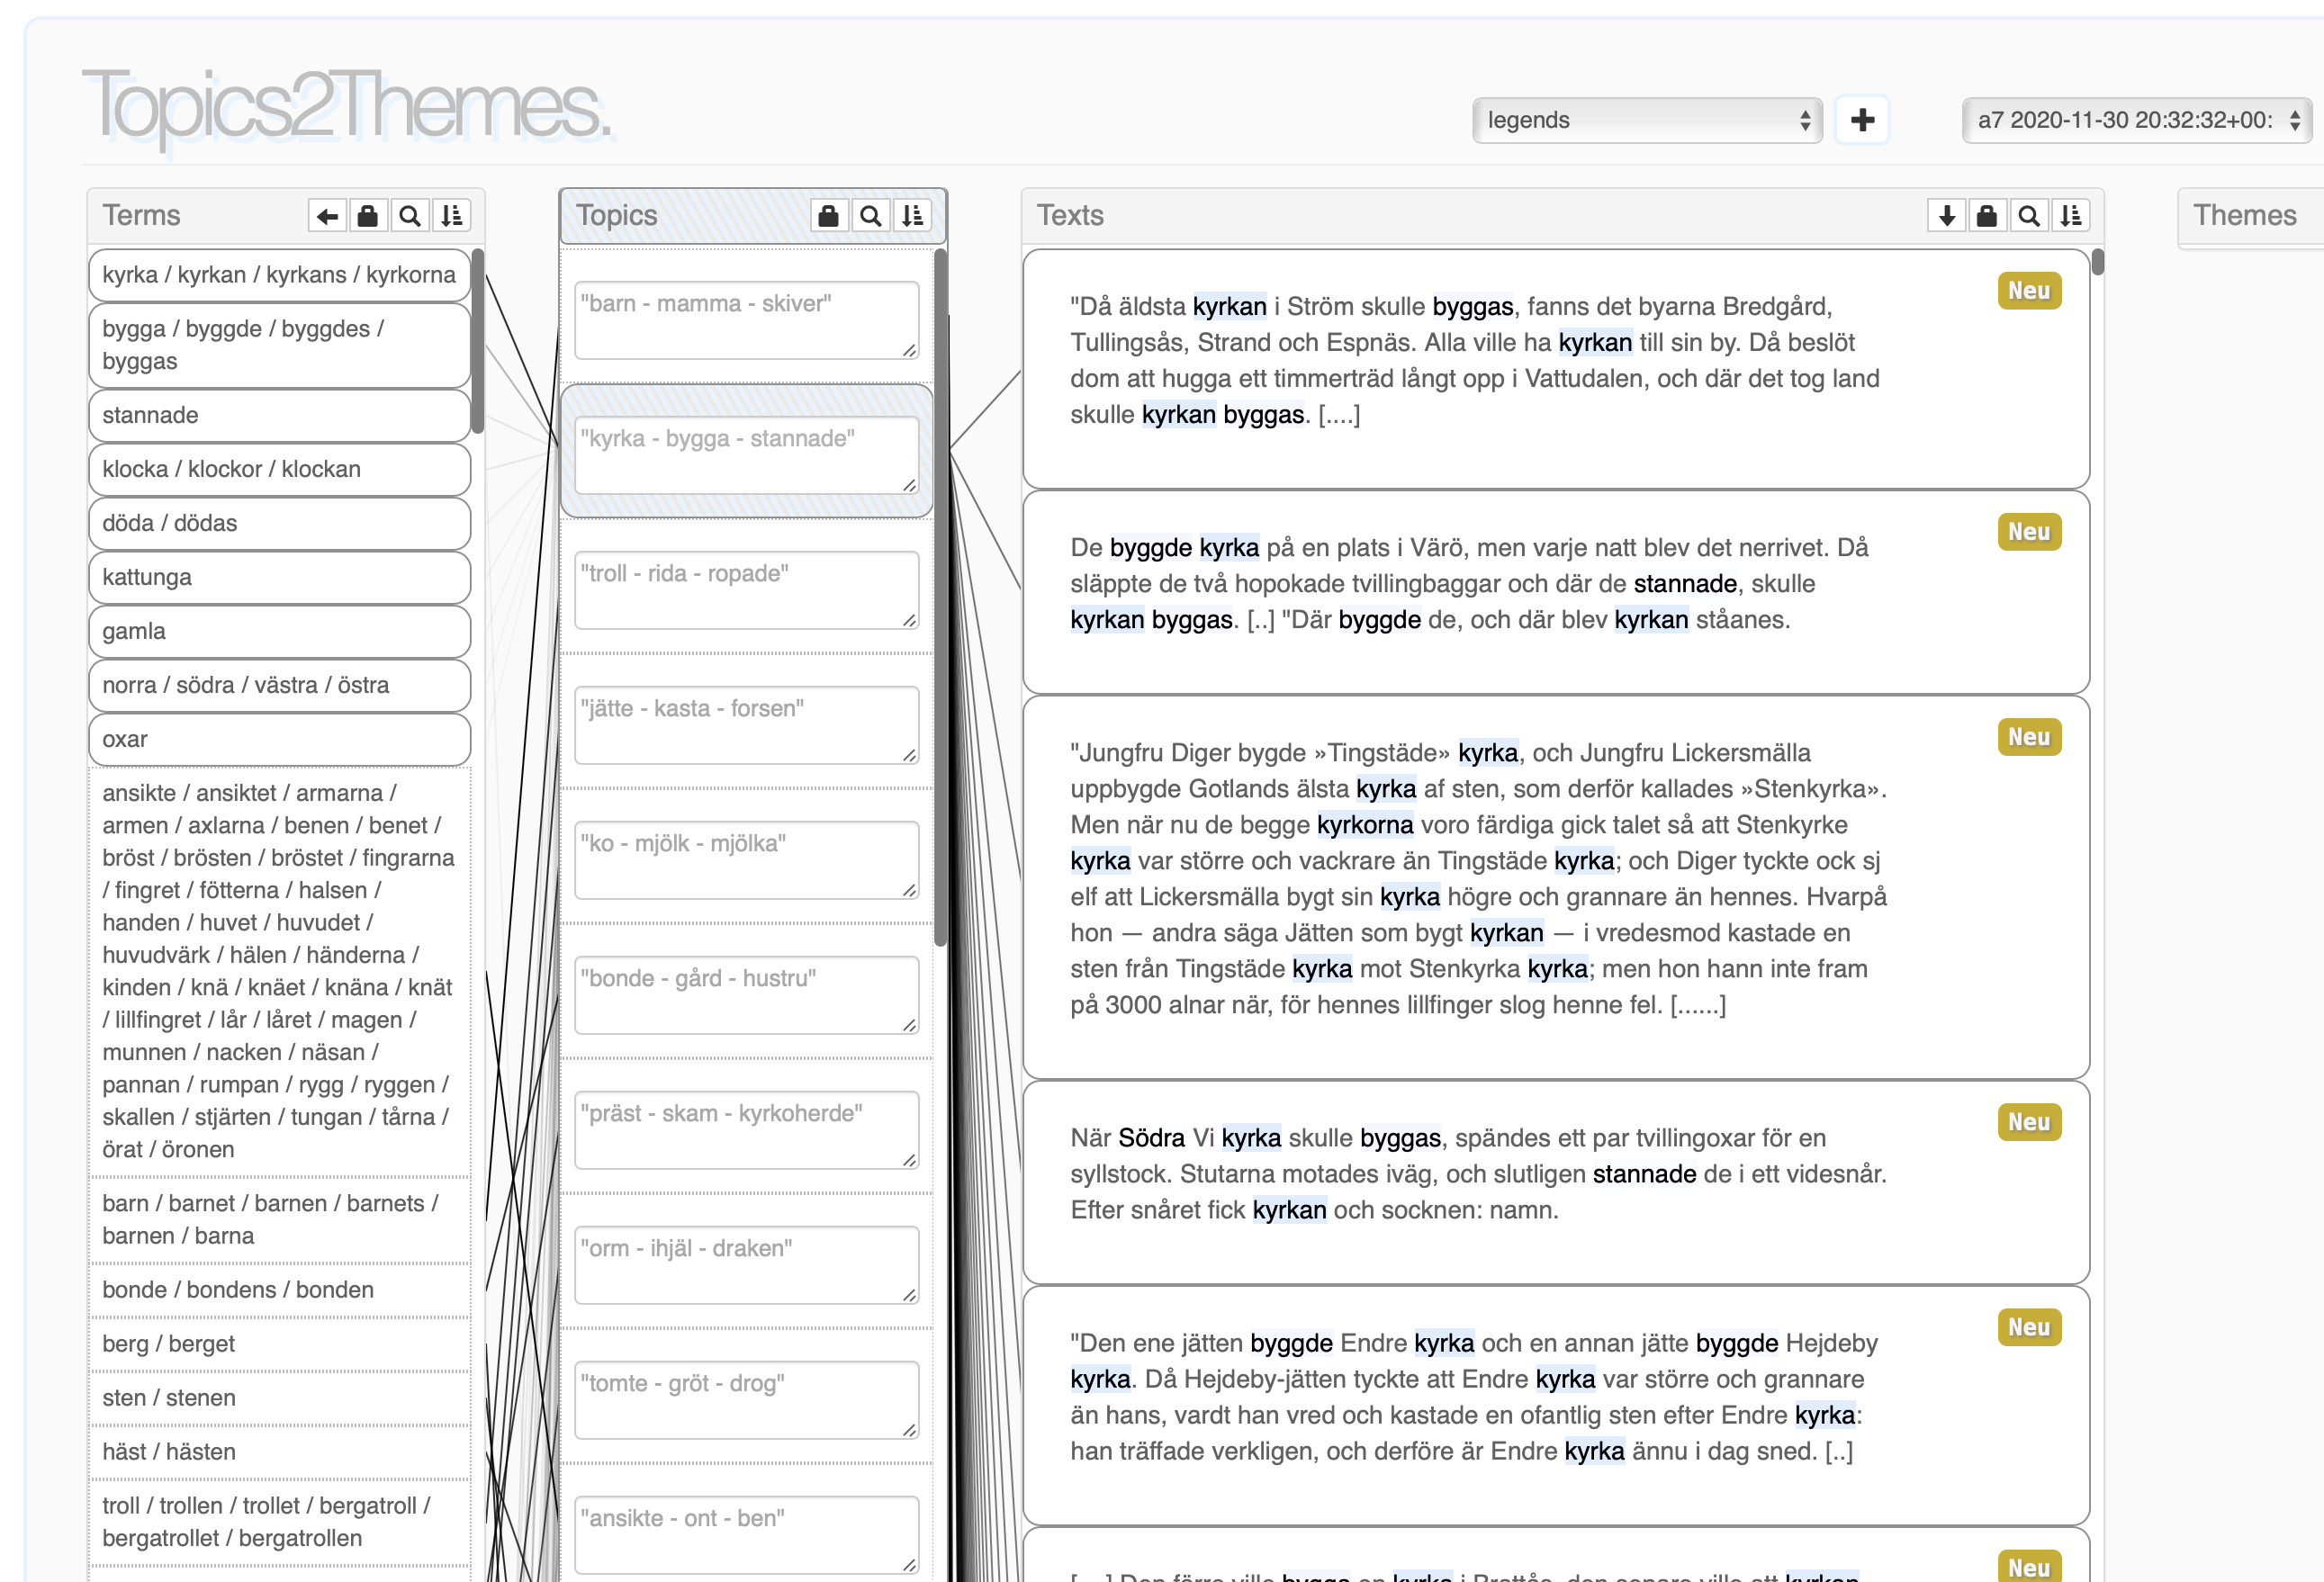 Topics2Themes.
legends
a7 2020-11-30 20:32:32+00:
Terms
kyrka / kyrkan / kyrkans / kyrkorna
bygga / byggde / byggdes /
byggas
stannade
klocka / klockor / klockan
döda / dödas
kattunga
gamla
norra / södra / västra / östra
oxar
ansikte / ansiktet / armarna /
armen / axlarna / benen / benet /
bröst / brösten / bröstet / fingrarna
/ fingret / fötterna / halsen /
handen / huvet / huvudet /
huvudvärk / hälen / händerna /
kinden / knä / knäet / knäna / knät
/ lillfingret / lår / låret / magen /
munnen / nacken / näsan /
pannan / rumpan / rygg / ryggen /
skallen / stjärten / tungan / tårna /
örat / öronen
barn / barnet / barnen / barnets /
barnen / barna
bonde / bondens / bonden
berg / berget
sten / stenen
häst / hästen
troll / trollen / trollet / bergatroll /
bergatrollet / bergatrollen
Topics
"barn - mamma - skiver"
"kyrka - bygga - stannade"
"troll - rida - ropade"
"jätte - kasta - forsen"
"ko - mjölk - mjölka"
"bonde - gård - hustru"
"präst - skam - kyrkoherde"
"orm - ihjäl - draken"
"tomte - gröt - drog"
"ansikte - ont - ben"
Texts
Neu
"Då äldsta kyrkan i Ström skulle byggas, fanns det byarna Bredgård,
Tullingsås, Strand och Espnäs. Alla ville ha kyrkan till sin by. Då beslöt
dom att hugga ett timmerträd långt opp i Vattudalen, och där det tog land
skulle kyrkan byggas. [....]
Neu
De byggde kyrka på en plats i Värö, men varje natt blev det nerrivet. Då
släppte de två hopokade tvillingbaggar och där de stannade, skulle
kyrkan byggas. [..] "Där byggde de, och där blev kyrkan ståanes.
Neu
"Jungfru Diger bygde »Tingstäde» kyrka, och Jungfru Lickersmälla
uppbygde Gotlands älsta kyrka af sten, som derför kallades »Stenkyrka».
Men när nu de begge kyrkorna voro färdiga gick talet så att Stenkyrke
kyrka var större och vackrare än Tingstäde kyrka; och Diger tyckte ock sj
elf att Lickersmälla bygt sin kyrka högre och grannare än hennes. Hvarpå
hon — andra säga Jätten som bygt kyrkan — i vredesmod kastade en
sten från Tingstäde kyrka mot Stenkyrka kyrka; men hon hann inte fram
på 3000 alnar när, för hennes lillfinger slog henne fel. [......]
Neu
När Södra Vi kyrka skulle byggas, spändes ett par tvillingoxar för en
syllstock. Stutarna motades iväg, och slutligen stannade de i ett videsnår.
Efter snåret fick kyrkan och socknen: namn.
Neu
"Den ene jätten byggde Endre kyrka och en annan jätte byggde Hejdeby
kyrka. Då Hejdeby-jätten tyckte att Endre kyrka var större och grannare
än hans, vardt han vred och kastade en ofantlig sten efter Endre kyrka:
han träffade verkligen, och derföre är Endre kyrka ännu i dag sned. [..]
Neu
[....] Den förre ville bygga en kyrka i Brattås, den senare ville att kyrkan
Themes